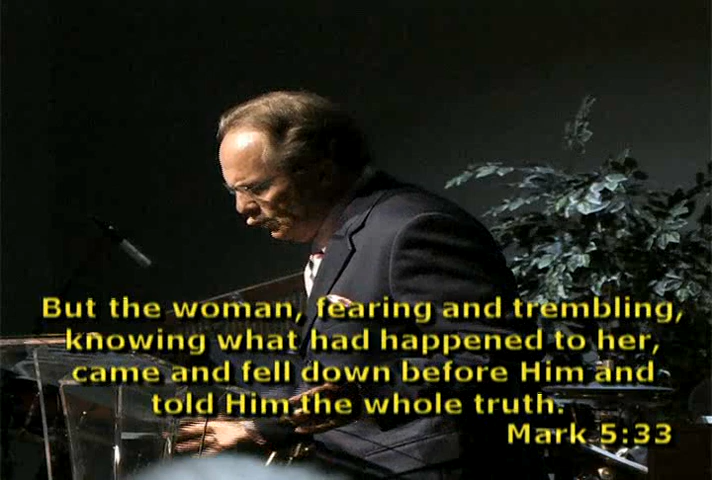 But the woman, fearing and trembling,
knowing what had happened to her,
came and fell down before Him and
told Him the whole truth.
Mark 5:33